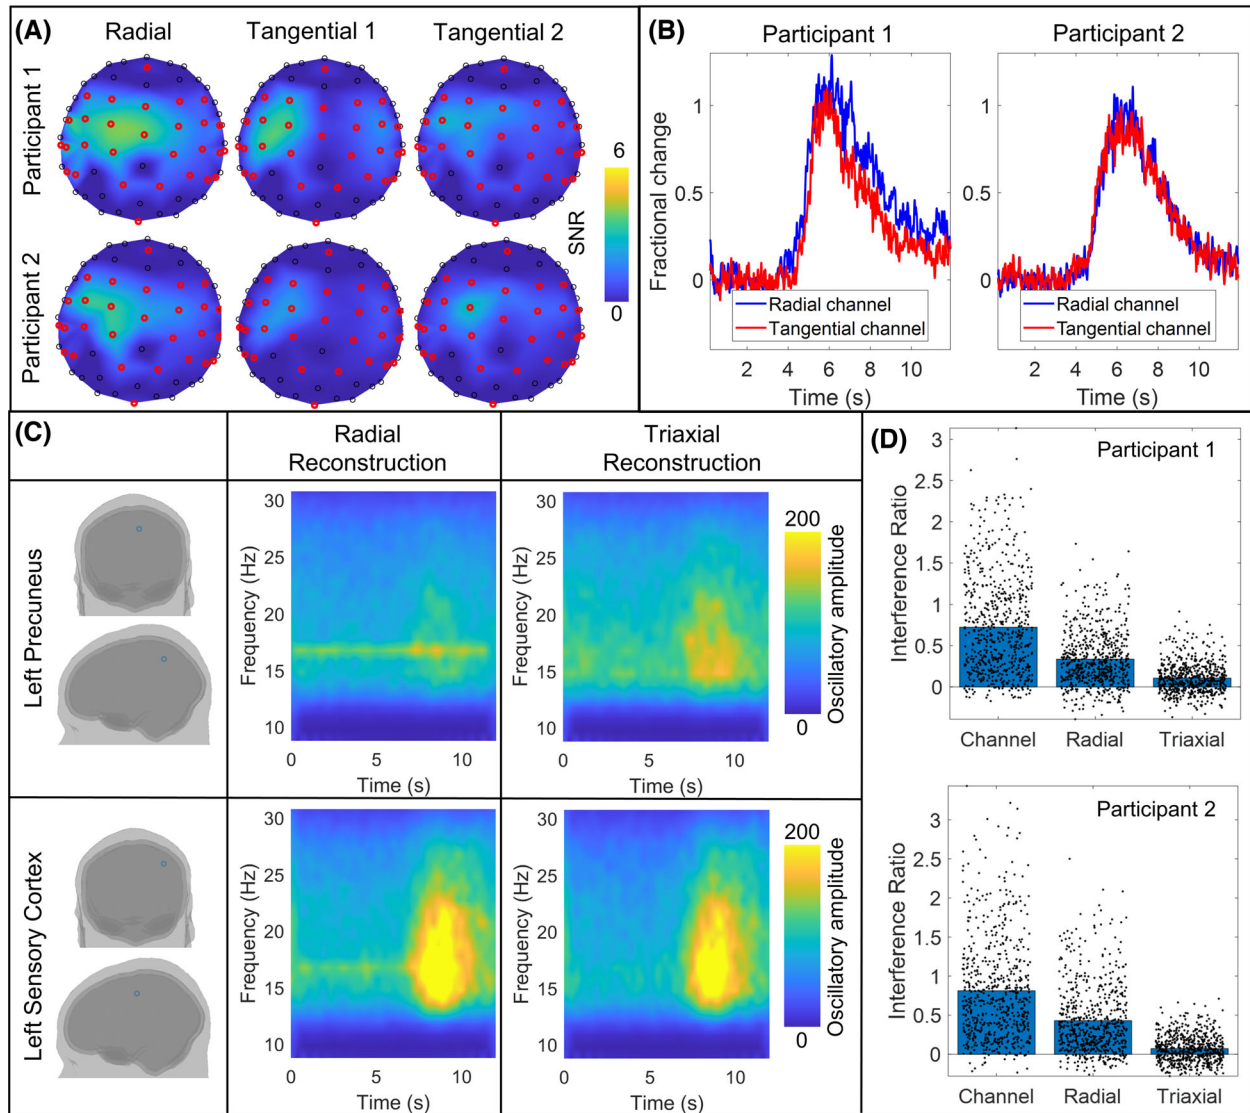 (A)
Radial
Tangential 1
Tangential 2
Participant 1
Participant 2
6
SNR
0
(B)
Participant 1
Participant 2
Fractional change
1
0.5
0
Radial channel
Tangential channel
2
4
6
8
10
Time (s)
1
0.5
0
Radial channel
Tangential channel
2
4
6
8
10
Time (s)
(C)
Radial
Reconstruction
Triaxial
Reconstruction
Left Precuneus
Frequency (Hz)
30
25
20
15
10
0
5
10
Time (s)
Frequency (Hz)
30
25
20
15
10
0
5
10
Time (s)
200
Oscillatory amplitude
0
Left Sensory Cortex
Frequency (Hz)
30
25
20
15
10
0
5
10
Time (s)
Frequency (Hz)
30
25
20
15
10
0
5
10
Time (s)
200
Oscillatory amplitude
0
(D)
Participant 1
Interference Ratio
3
2.5
2
1.5
1
0.5
0
Channel
Radial
Triaxial
Participant 2
Interference Ratio
3
2.5
2
1.5
1
0.5
0
Channel
Radial
Triaxial